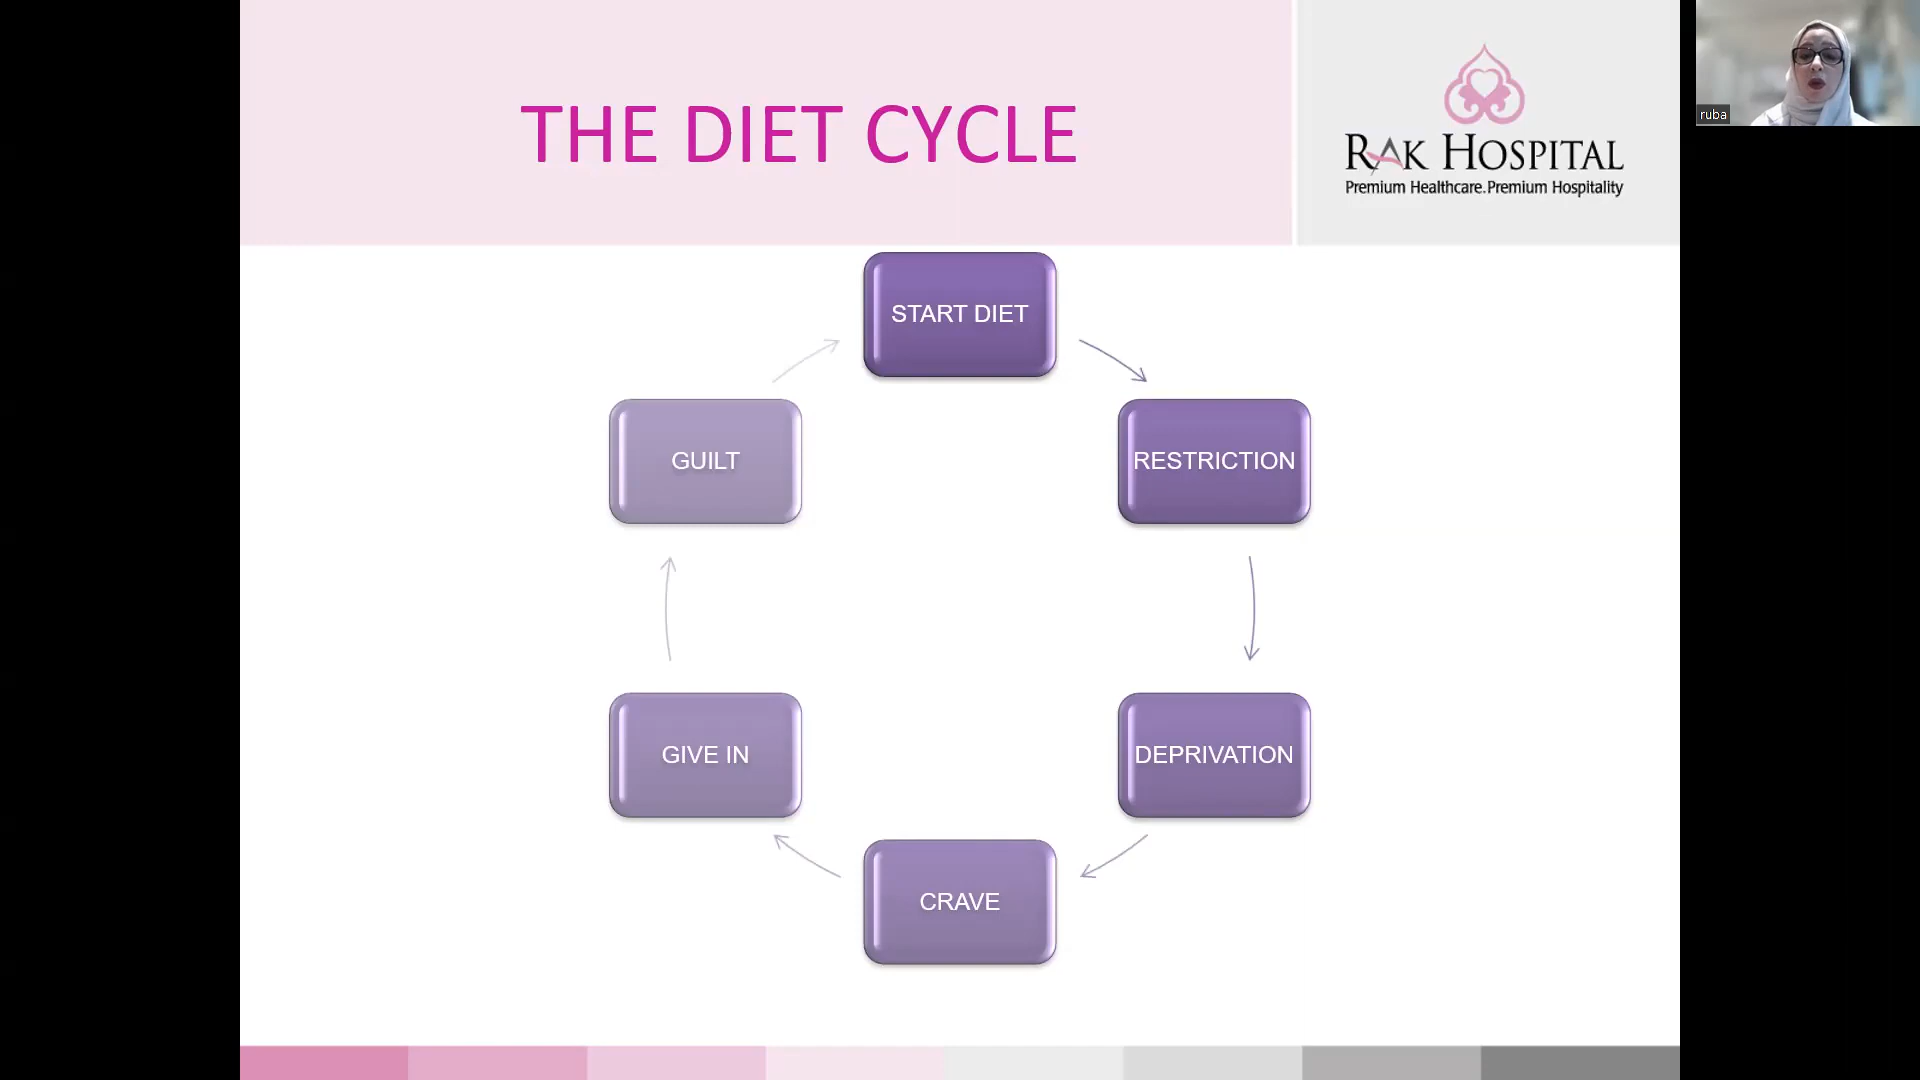 THE DIET CYCLE
RAK HOSPITAL
Premium Healthcare.Premium Hospitality
ruba
START DIET
RESTRICTION
DEPRIVATION
CRAVE
GIVE IN
GUILT